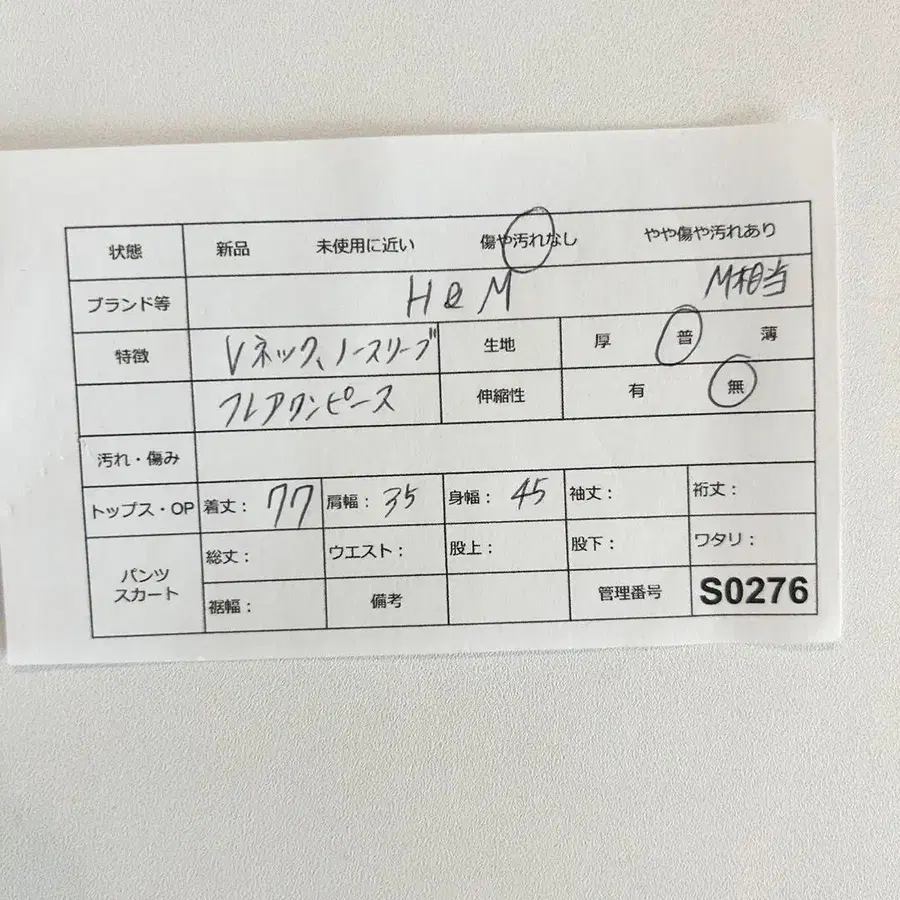 状態 新品 未使用に近い 傷や汚れなし やや傷や汚れあり
ブランド等 H&M M相当
特徴 Vネック、ノースリーブ 生地 厚 普 薄
フレアワンピース 伸縮性 有 無
汚れ・傷み
トップス・OP 着丈： 77 肩幅： 35 身幅： 45 袖丈： 裄丈：
パンツ スカート 総丈： ウエスト： 股上： 股下： ワタリ：
裾幅： 備考 管理番号 S0276